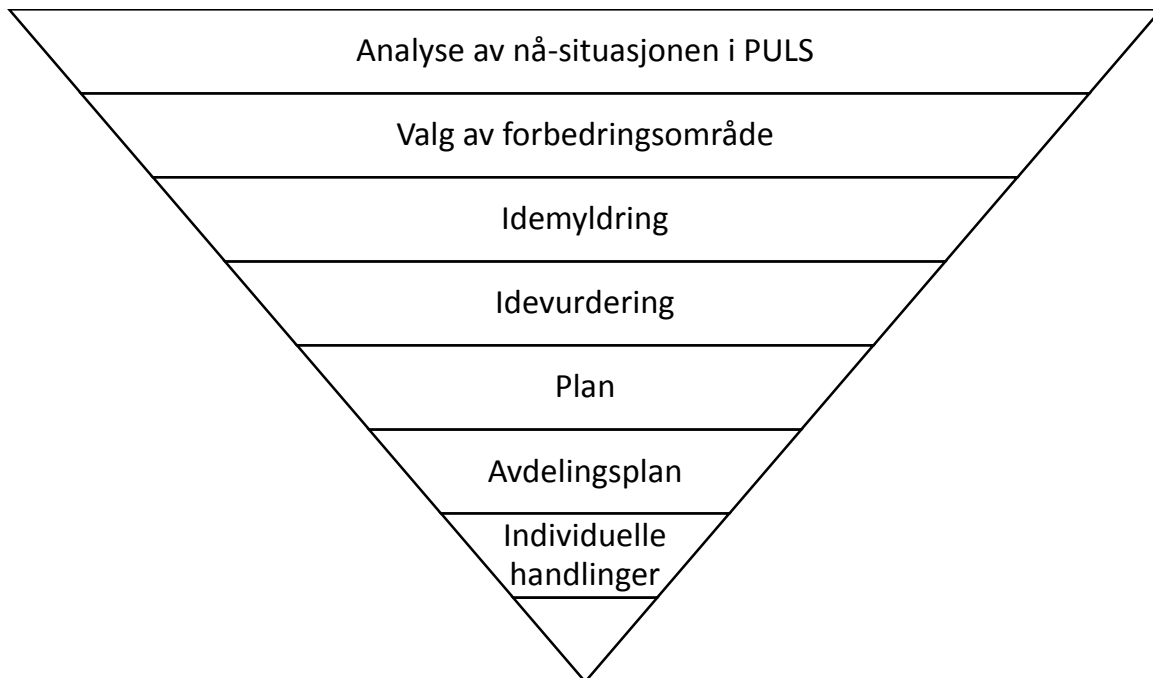 Analyse av nå-situasjonen i PULS
Valg av forbedringsområde
Idemyldring
Idevurdering
Plan
Avdelingsplan
Individuelle
handlinger